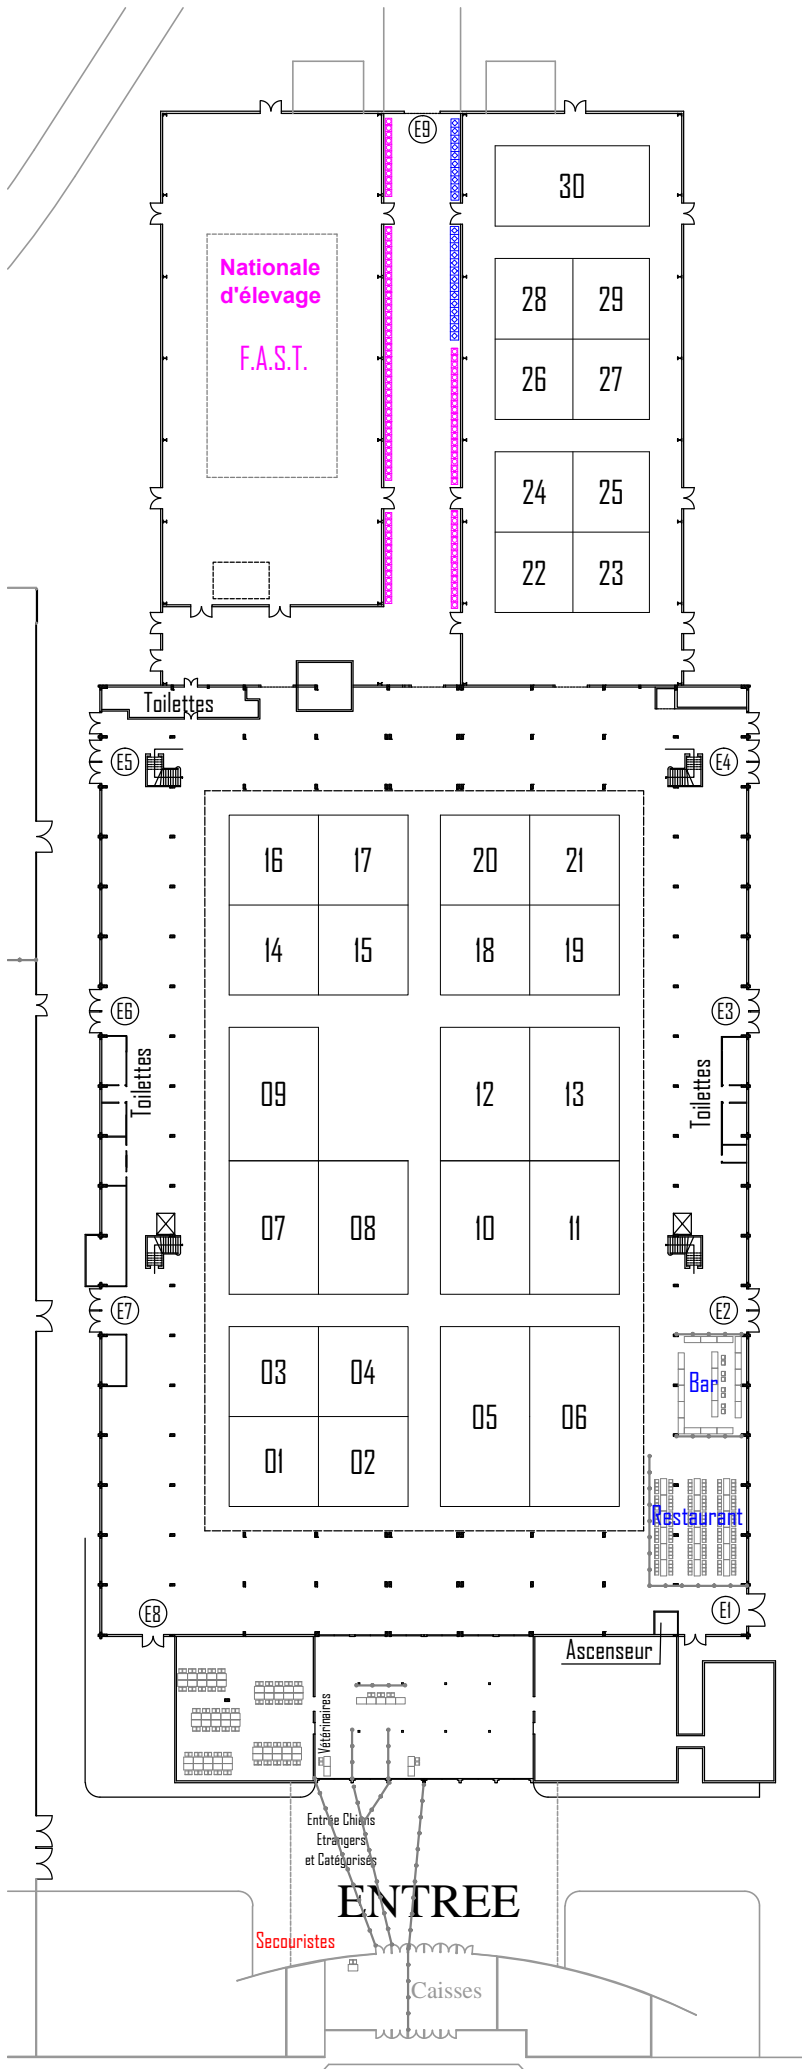 E9
30
Nationale
d'élevage
F.A.S.T.
28
29
26
27
24
25
22
23
Toilettes
E5
E4
16
17
20
21
14
15
18
19
E6
E3
Toilettes
Toilettes
09
12
13
07
08
10
11
E7
E2
03
04
Bar
05
06
01
02
Restaurant
E8
E1
Ascenseur
Vétérinaires
Entrée Chiens
Etrangers
et Catégorisés
ENTREE
Secouristes
Caisses